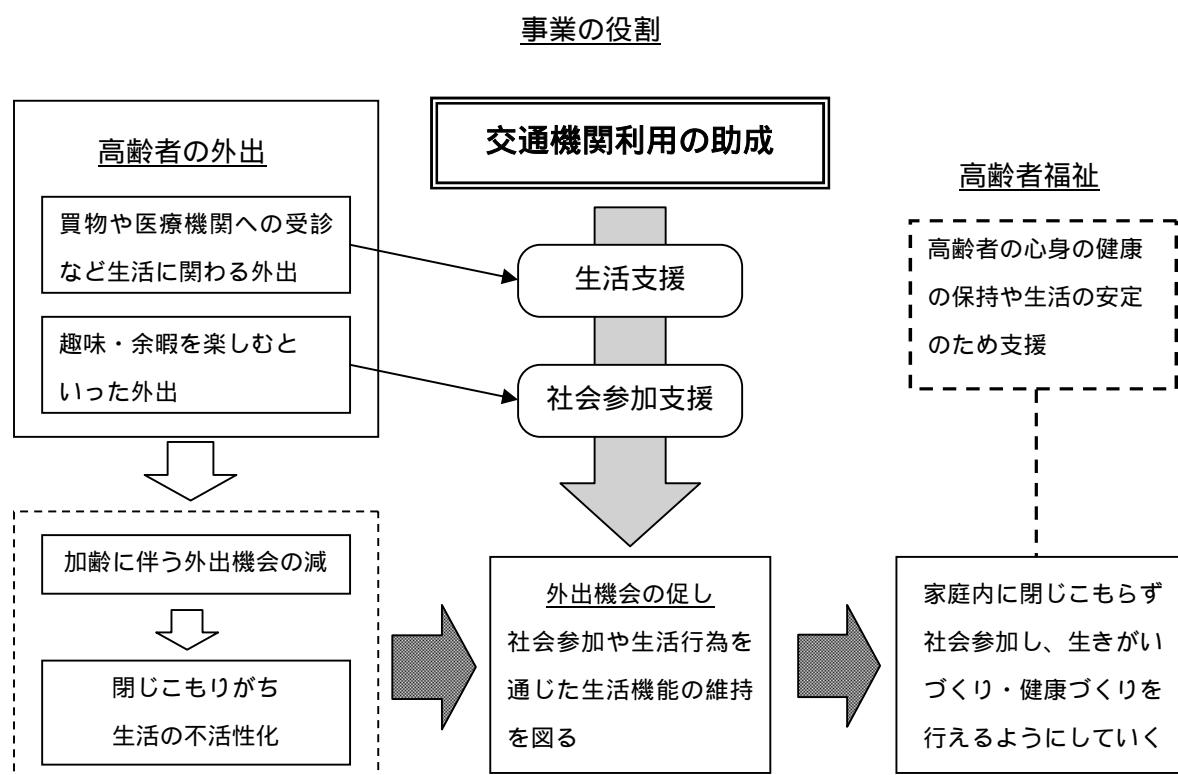 事業の役割
高齢者の外出
買物や医療機関への受診
など生活に関わる外出
趣味・余暇を楽しむと
いった外出
交通機関利用の助成
生活支援
社会参加支援
高齢者福祉
高齢者の心身の健康
の保持や生活の安定
のため支援
加齢に伴う外出機会の減
閉じこもりがち
生活の不活性化
外出機会の促し
社会参加や生活行為を
通じた生活機能の維持
を図る
家庭内に閉じこもらず
社会参加し、生きがい
づくり・健康づくりを
行えるようにしていく